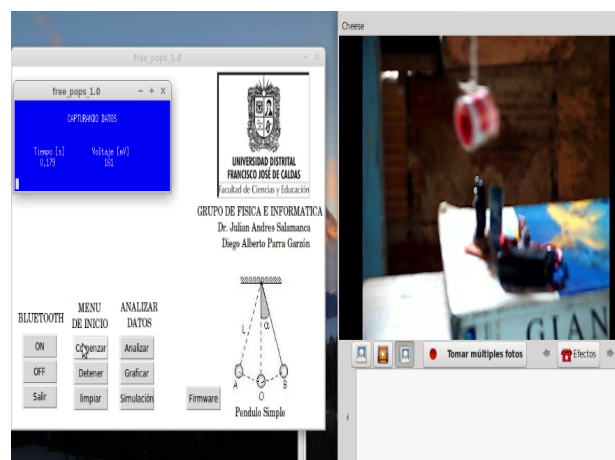 free_pops_1.0
free_pops_1.0
CAPTURANDO DATOS
Tiempo [s] Voltaje [mV]
0,179 161
UNIVERSIDAD DISTRITAL
FRANCISCO JOSÉ DE CALDAS
Facultad de Ciencias y Educación
GRUPO DE FISICA E INFORMATICA
Dr. Julian Andres Salamanca
Diego Alberto Parra Garzón
BLUETOOTH
MENU
DE INICIO
ANALIZAR
DATOS
ON
Comenzar
Analizar
OFF
Detener
Graficar
Salir
limpiar
Simulación
Firmware
L
α
A
O
B
Pendulo Simple
Cheese
GIAN
Tomar múltiples fotos
Efectos